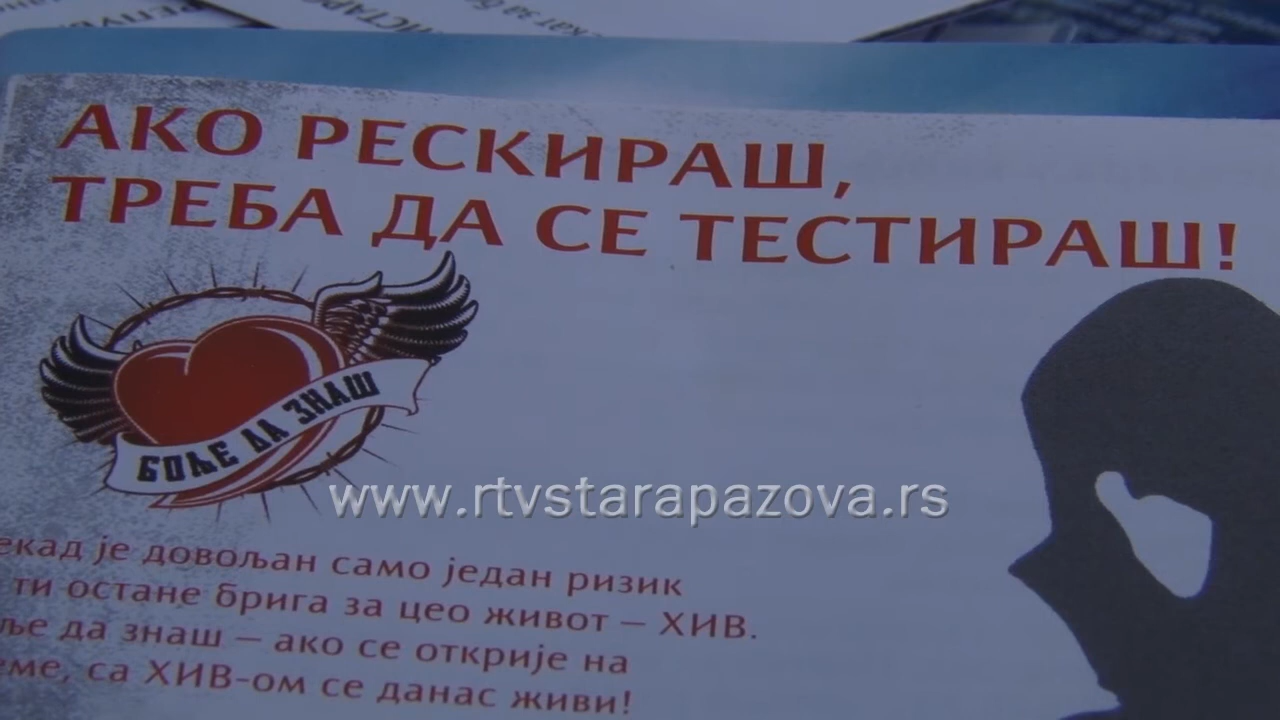 АКО РЕСКИРАШ,
ТРЕБА ДА СЕ ТЕСТИРАШ!
БОЉЕ ДА ЗНАШ
www.rtvstarapazova.rs
је довољан само један ризик
ти остане брига за цео живот – ХИВ.
да знаш – ако се открије на
са ХИВ-ом се данас живи!